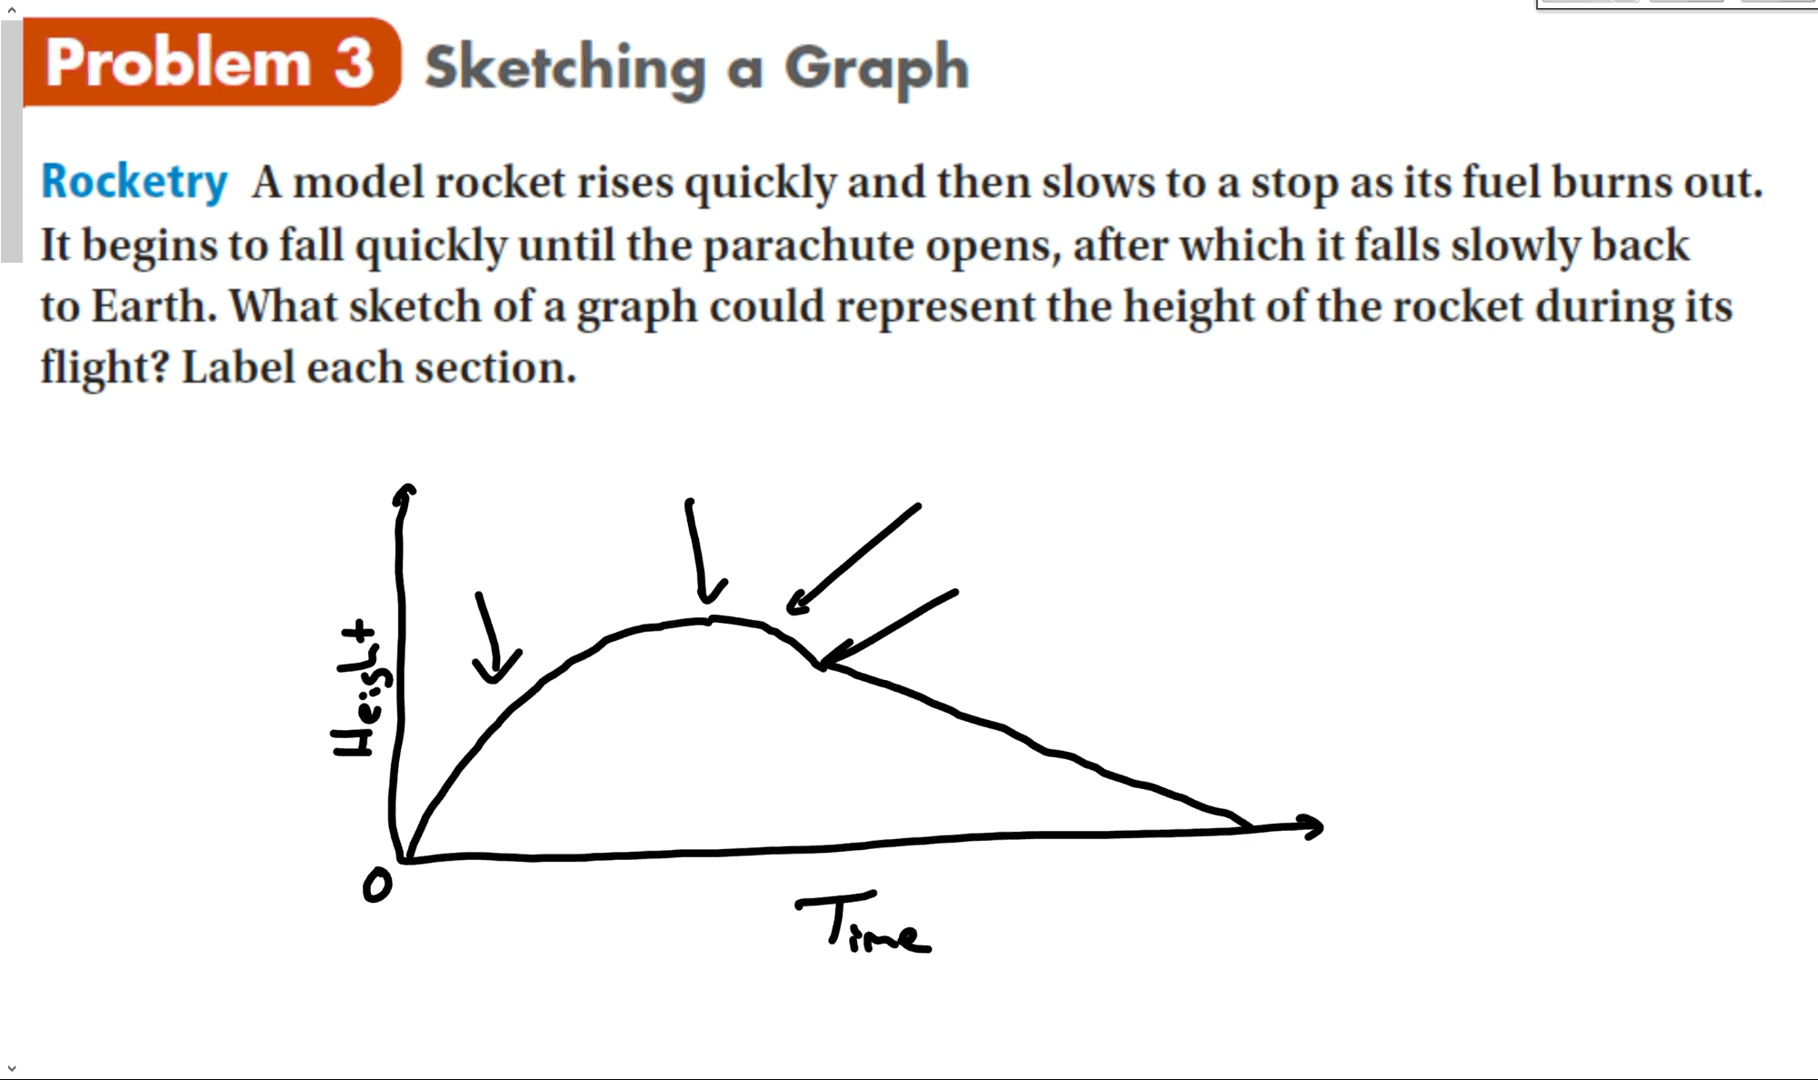 Problem 3 Sketching a Graph
Rocketry A model rocket rises quickly and then slows to a stop as its fuel burns out.
It begins to fall quickly until the parachute opens, after which it falls slowly back
to Earth. What sketch of a graph could represent the height of the rocket during its
flight? Label each section.
Height
0
Time